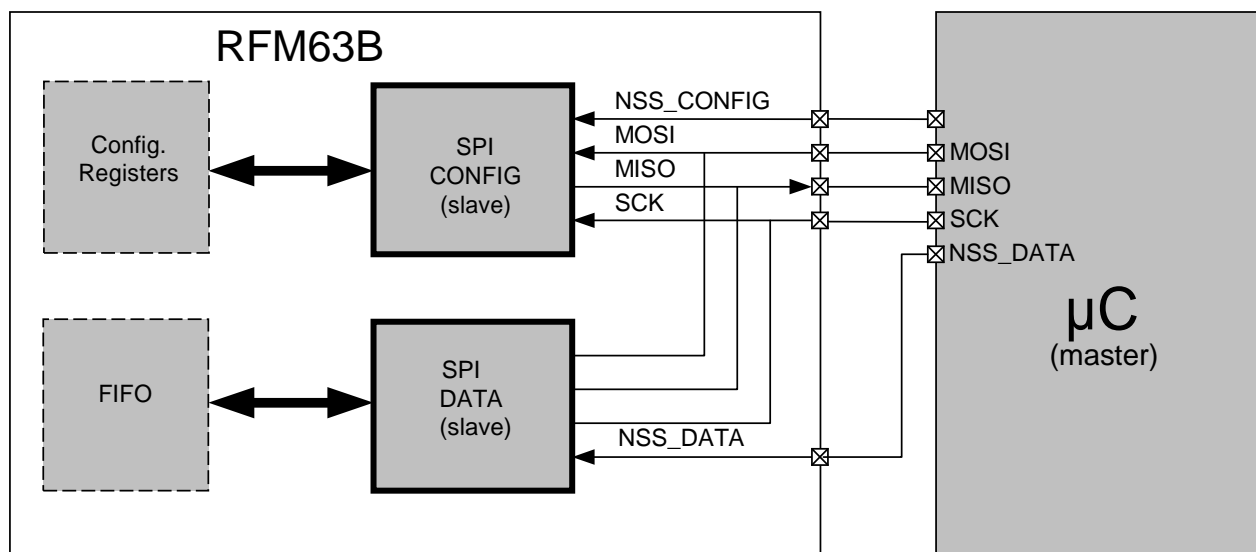 RFM63B
Config.
Registers
SPI
CONFIG
(slave)
NSS_CONFIG
MOSI
MISO
SCK
FIFO
SPI
DATA
(slave)
NSS_DATA
MOSI
MISO
SCK
NSS_DATA
µC
(master)